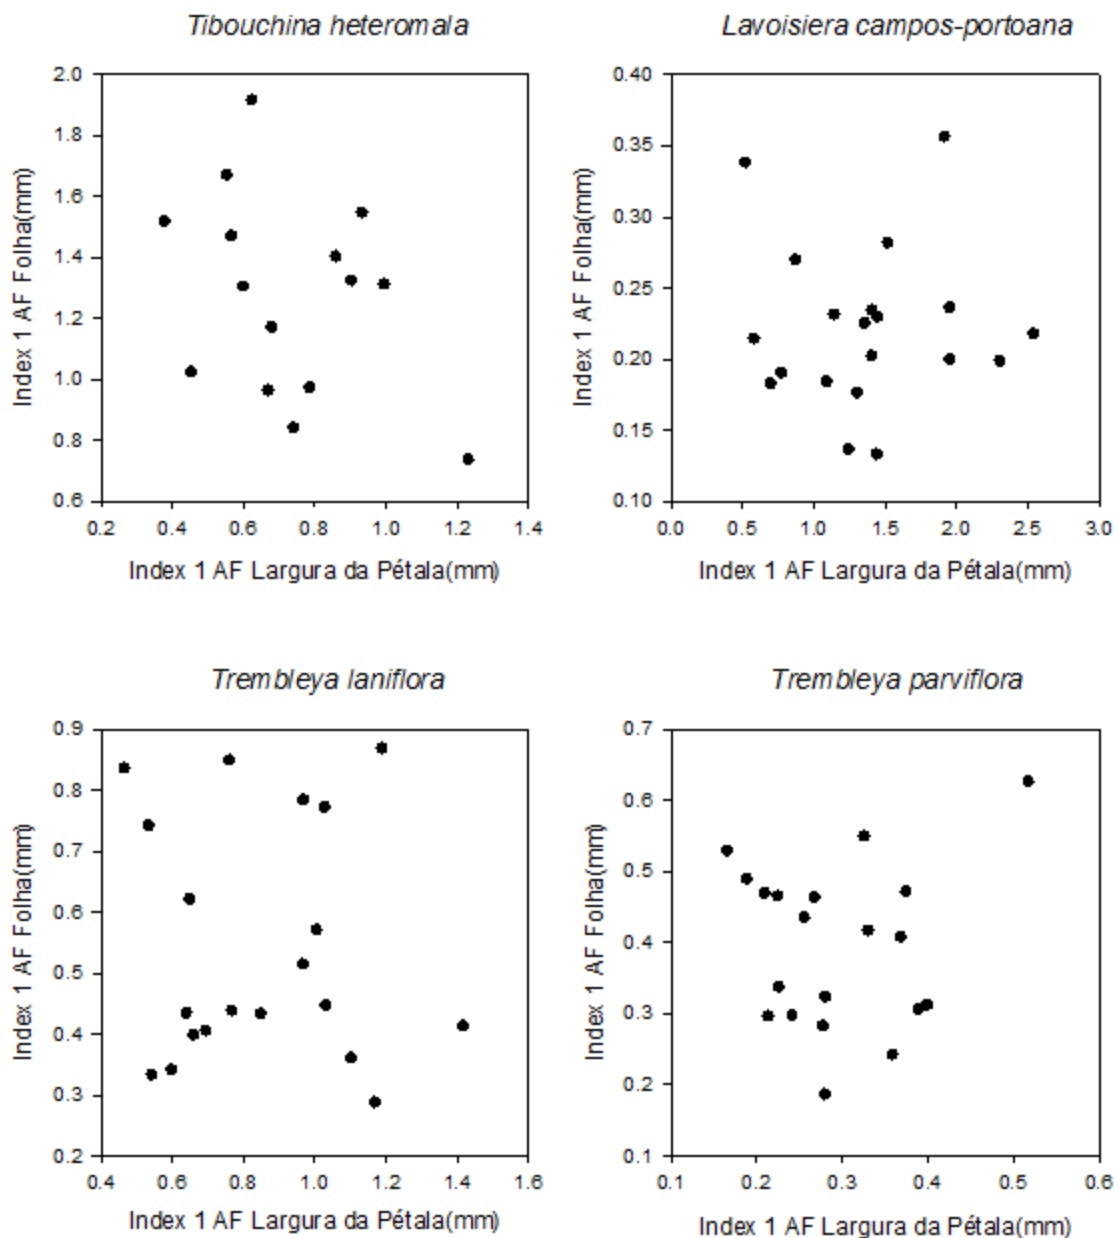 Tibouchina heteromala
2.0
1.8
1.6
1.4
1.2
1.0
0.8
0.6
0.2 0.4 0.6 0.8 1.0 1.2 1.4
Index 1 AF Folha(mm)
Index 1 AF Largura da Pétala(mm)
Lavoisiera campos-portoana
0.40
0.35
0.30
0.25
0.20
0.15
0.10
0.0 0.5 1.0 1.5 2.0 2.5 3.0
Index 1 AF Folha(mm)
Index 1 AF Largura da Pétala(mm)
Trembleya laniflora
0.9
0.8
0.7
0.6
0.5
0.4
0.3
0.2
0.4 0.6 0.8 1.0 1.2 1.4 1.6
Index 1 AF Folha(mm)
Index 1 AF Largura da Pétala(mm)
Trembleya parviflora
0.7
0.6
0.5
0.4
0.3
0.2
0.1
0.1 0.2 0.3 0.4 0.5 0.6
Index 1 AF Folha(mm)
Index 1 AF Largura da Pétala(mm)